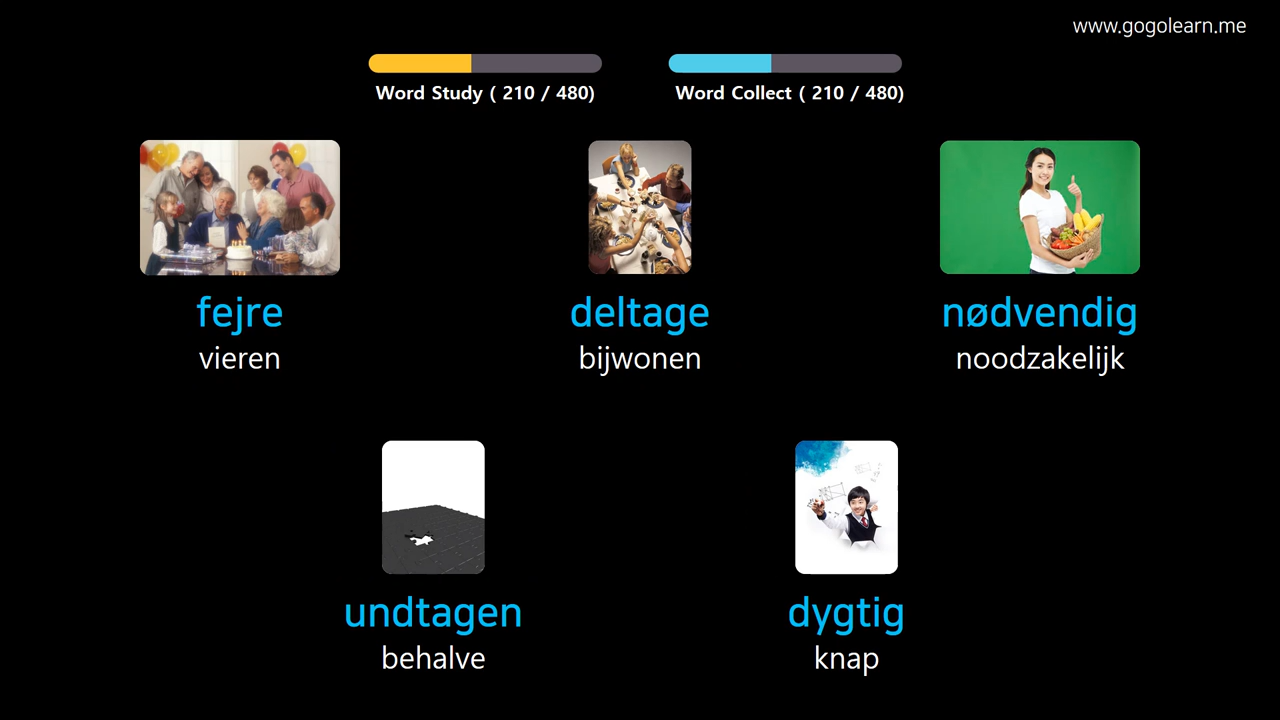 www.gogolearn.me
Word Study ( 210 / 480)
Word Collect ( 210 / 480)
fejre
vieren
deltage
bijwonen
nødvendig
noodzakelijk
undtagen
behalve
dygtig
knap